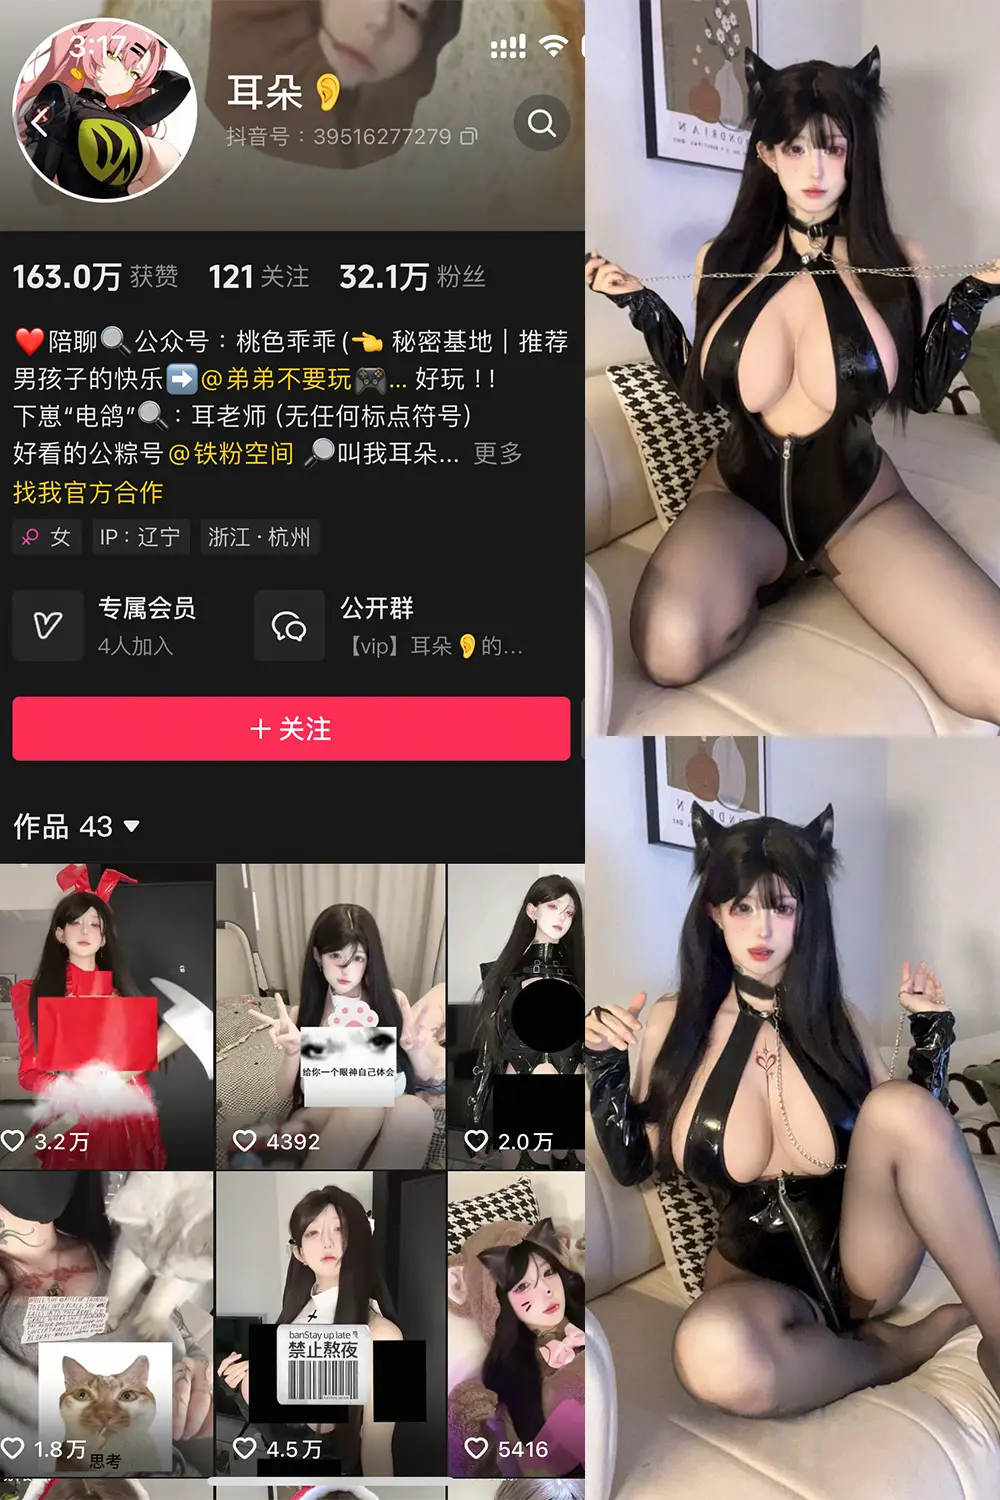 3:17
耳朵👂
抖音号：39516277279
163.0万 获赞 121 关注 32.1万 粉丝
❤️陪聊🔍公众号：桃色乖乖 (👈 秘密基地｜推荐
男孩子的快乐➡️@弟弟不要玩🎮... 好玩 ! !
下崽“电鸽”🔍：耳老师 (无任何标点符号)
好看的公粽号 @铁粉空间 🔎叫我耳朵... 更多
找我官方合作
女 IP：辽宁 浙江 · 杭州
专属会员
4人加入
公开群
【vip】耳朵👂的...
＋ 关注
作品 43
给你一个眼神自己体会
3.2万
4392
2.0万
banStay up late
禁止熬夜
1.8万
思考
4.5万
5416